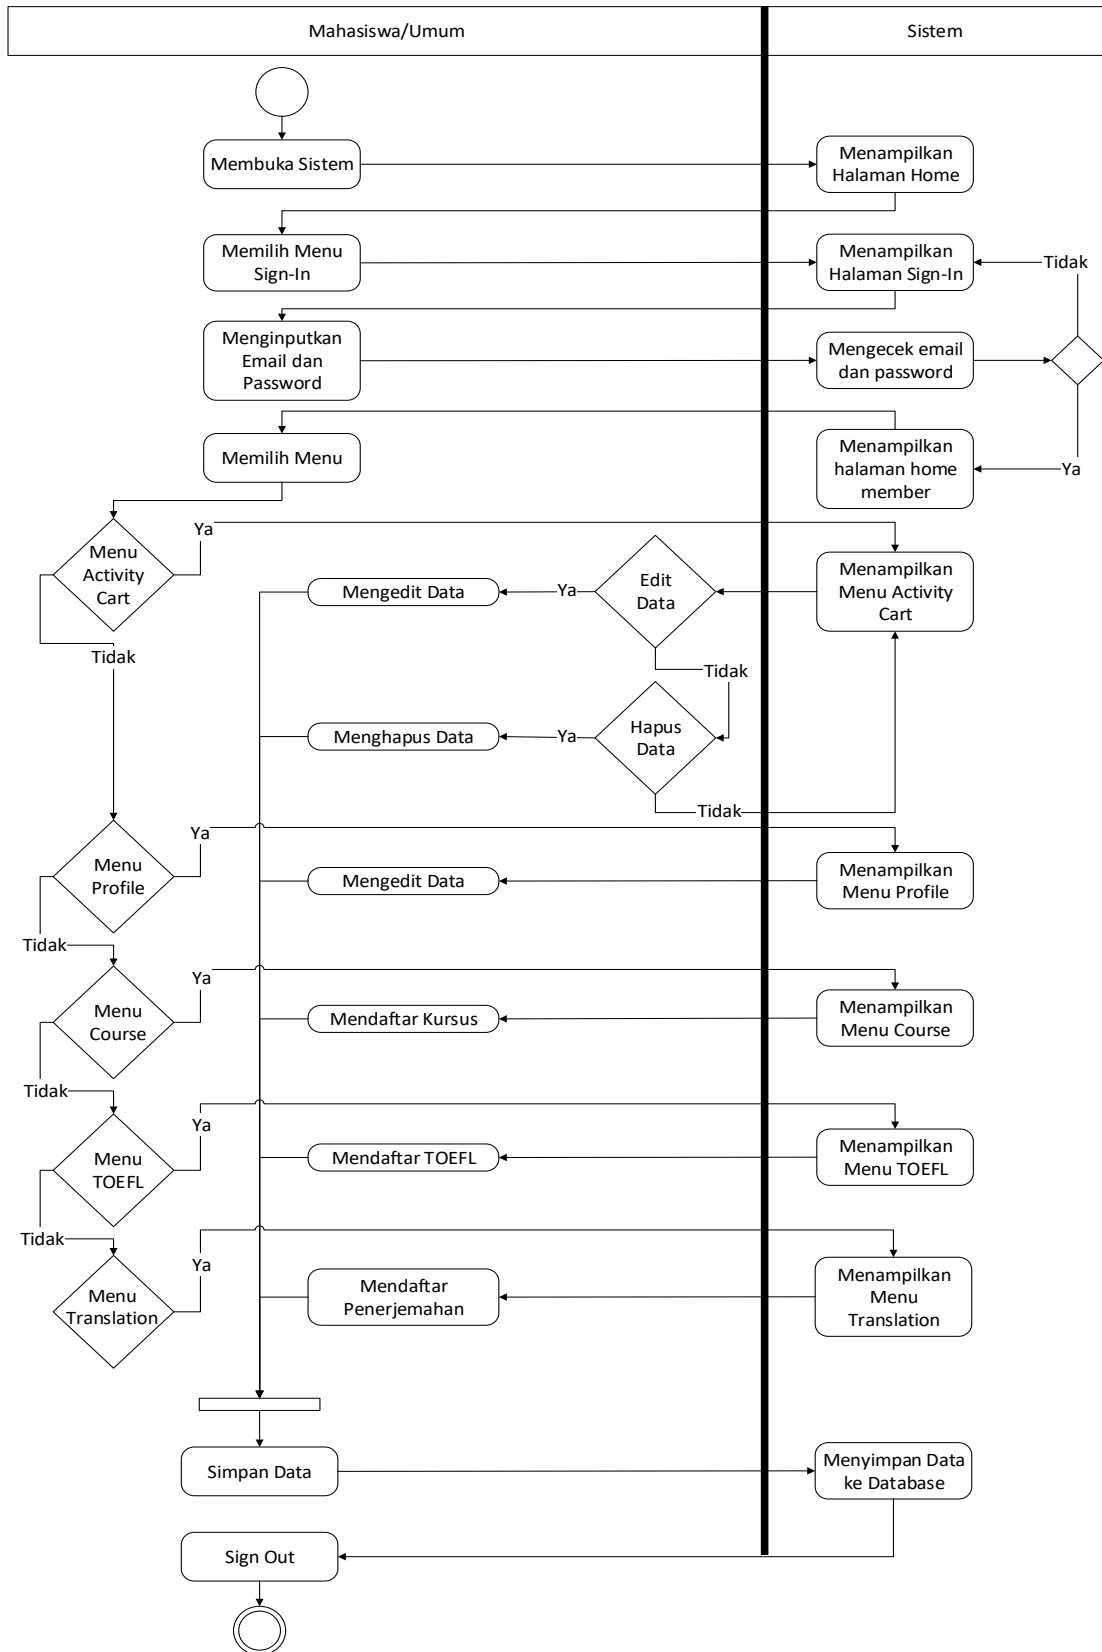 Mahasiswa/Umum
Sistem
Membuka Sistem
Menampilkan
Halaman Home
Memilih Menu
Sign-In
Menampilkan
Halaman Sign-In
Tidak
Menginputkan
Email dan
Password
Mengecek email
dan password
Memilih Menu
Menampilkan
halaman home
member
Ya
Menu
Activity
Cart
Ya
Tidak
Mengedit Data
Ya
Edit
Data
Menampilkan
Menu Activity
Cart
Tidak
Menghapus Data
Ya
Hapus
Data
Tidak
Menu
Profile
Ya
Mengedit Data
Menampilkan
Menu Profile
Tidak
Menu
Course
Ya
Mendaftar Kursus
Menampilkan
Menu Course
Tidak
Menu
TOEFL
Ya
Mendaftar TOEFL
Menampilkan
Menu TOEFL
Tidak
Menu
Translation
Ya
Mendaftar
Penerjemahan
Menampilkan
Menu
Translation
Simpan Data
Menyimpan Data
ke Database
Sign Out